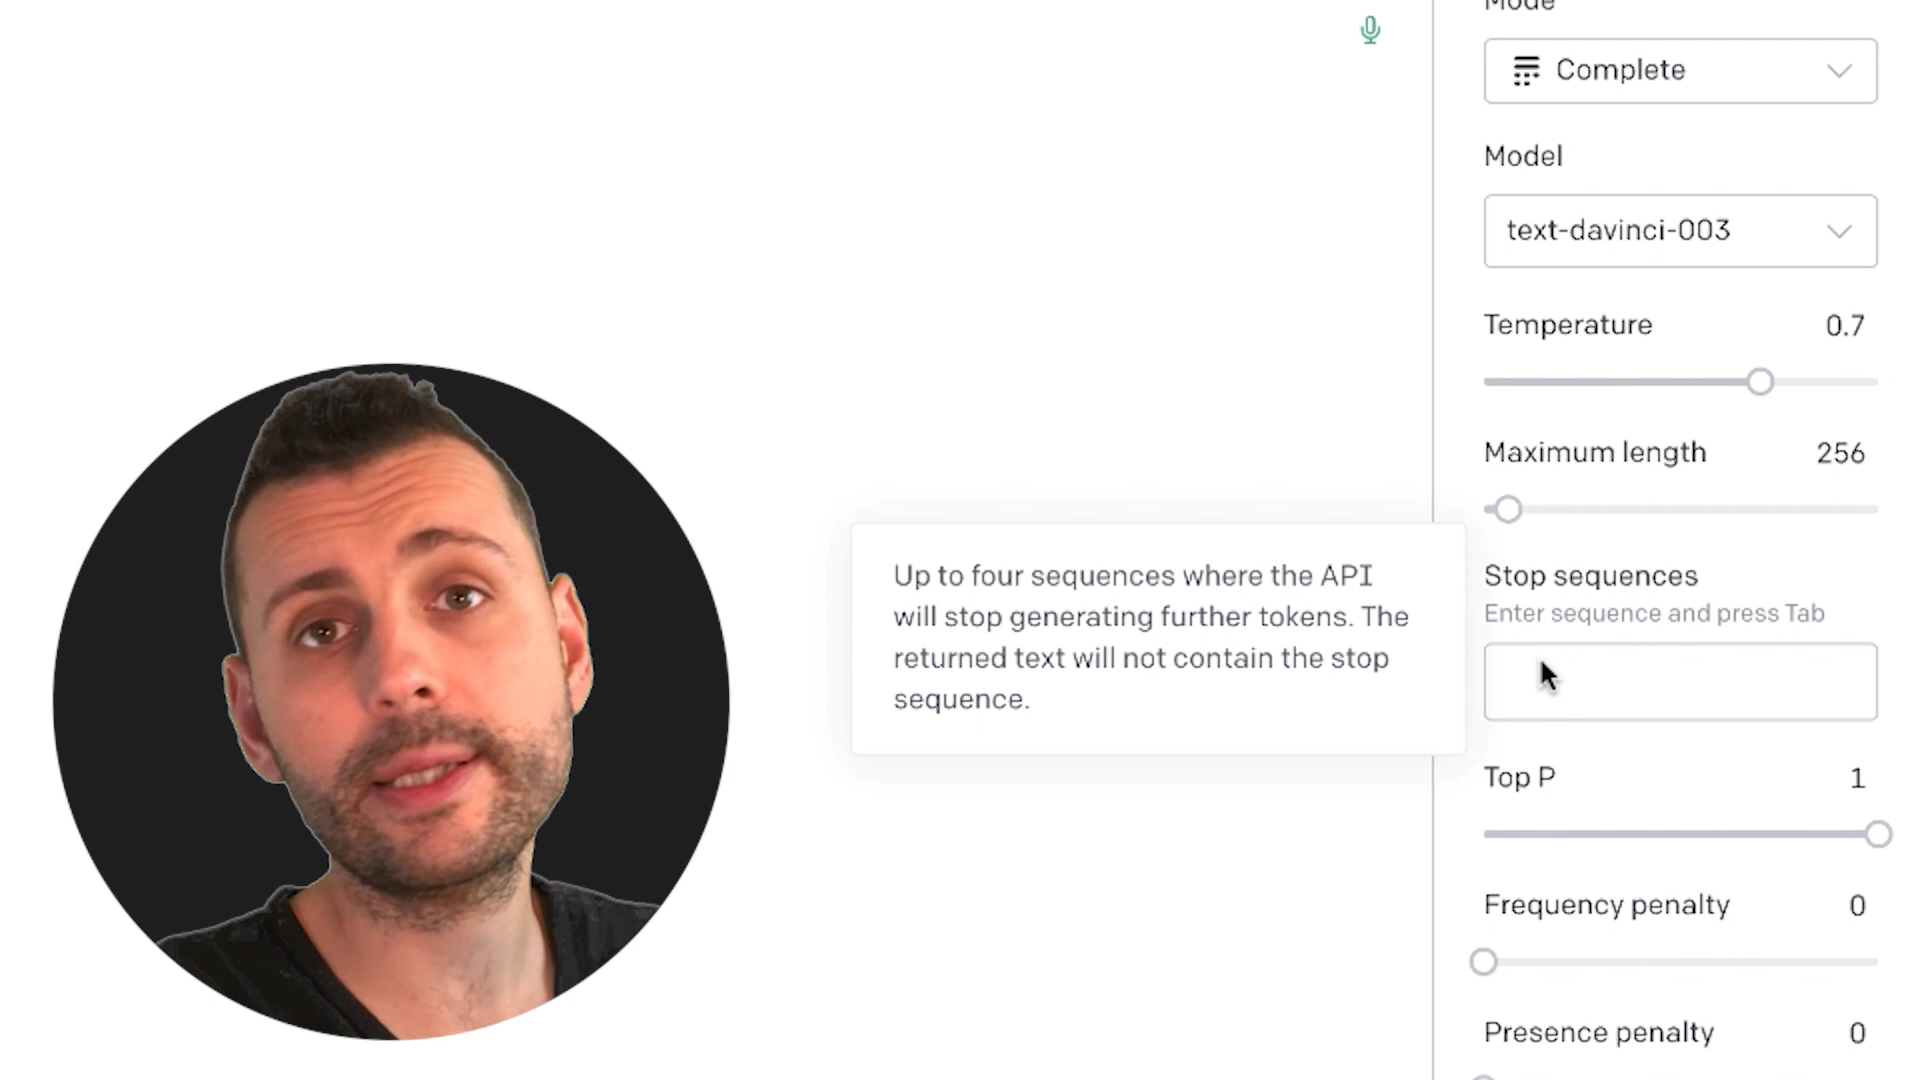 Mode
Complete
Model
text-davinci-003
Temperature 0.7
Maximum length 256
Up to four sequences where the API
will stop generating further tokens. The
returned text will not contain the stop
sequence.
Stop sequences
Enter sequence and press Tab
Top P 1
Frequency penalty 0
Presence penalty 0